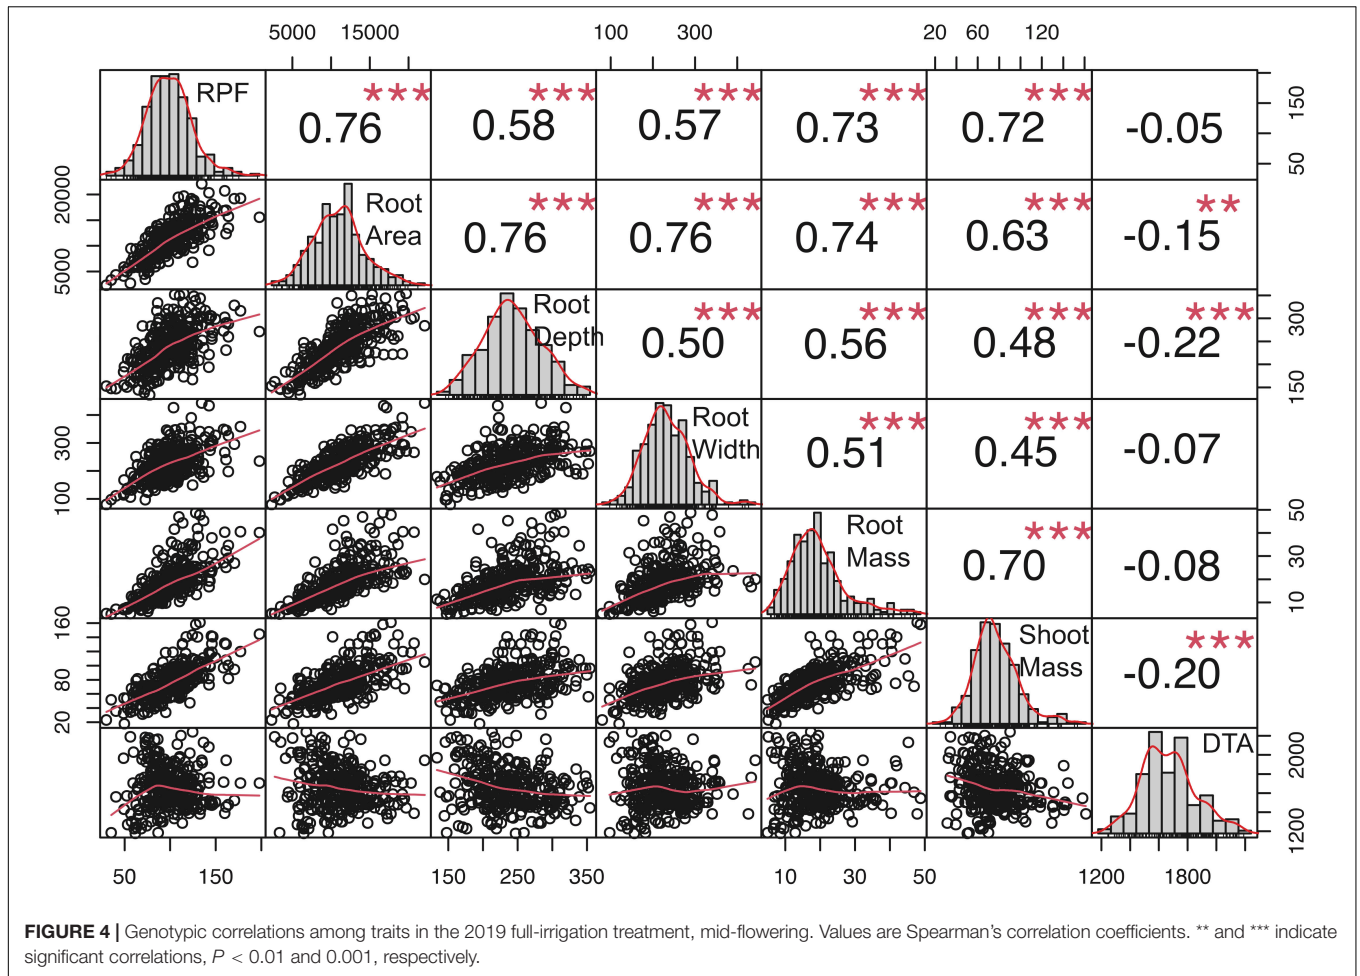 5000 15000 100 300 20 60 120
RPF 0.76 *** 0.58 *** 0.57 *** 0.73 *** 0.72 *** -0.05 50 150
5000 20000 Root Area 0.76 *** 0.76 *** 0.74 *** 0.63 *** -0.15 **
Root Depth 0.50 *** 0.56 *** 0.48 *** -0.22 *** 150 300
100 300 Root Width 0.51 *** 0.45 *** -0.07
Root Mass 0.70 *** -0.08 10 30 50
20 80 160 Shoot Mass -0.20 ***
DTA 1200 2000
50 150 150 250 350 10 30 50 1200 1800
FIGURE 4 | Genotypic correlations among traits in the 2019 full-irrigation treatment, mid-flowering. Values are Spearman's correlation coefficients. ** and *** indicate
significant correlations, P < 0.01 and 0.001, respectively.